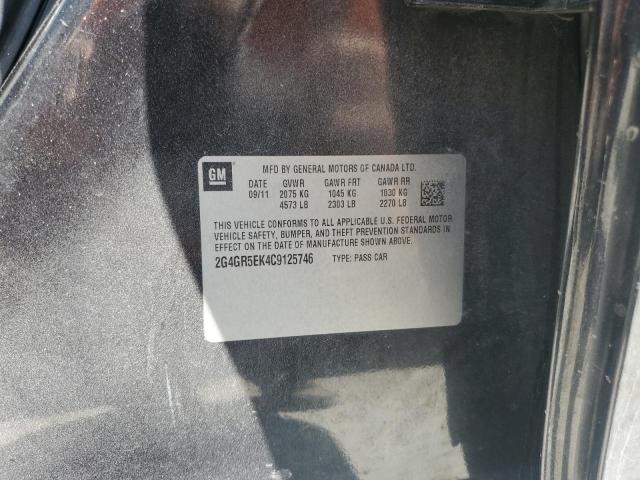 GM
MFD BY GENERAL MOTORS OF CANADA LTD.
DATE GVWR GAWR FRT GAWR RR
09/11 2075 KG 1045 KG 1030 KG
4573 LB 2303 LB 2270 LB
THIS VEHICLE CONFORMS TO ALL APPLICABLE U.S. FEDERAL MOTOR
VEHICLE SAFETY, BUMPER, AND THEFT PREVENTION STANDARDS IN
EFFECT ON THE DATE OF MANUFACTURE SHOWN ABOVE.
2G4GR5EK4C9125746 TYPE: PASS CAR